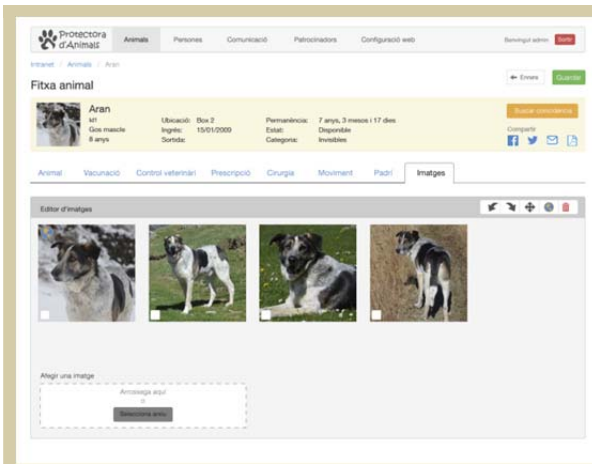 Protectora
d'Animals
Animals Persones Comunicació Patrocinadors Configuració web
Benvingut admin Sortir
Intranet / Animals / Aran
Fitxa animal
Enrere Guardar
Aran
Gos mascle
8 anys
Ubicació: Box 2
Ingrés: 15/01/2009
Sortida:
Permanència: 7 anys, 3 mesos i 17 dies
Estat: Disponible
Categoria: Invisibles
Buscar coincidència
Compartir
Animal Vacunació Control veterinari Prescripció Cirurgia Moviment Padrí Imatges
Editor d'imatges
Afegir una imatge
Arrossega aquí
o
Selecciona arxiu